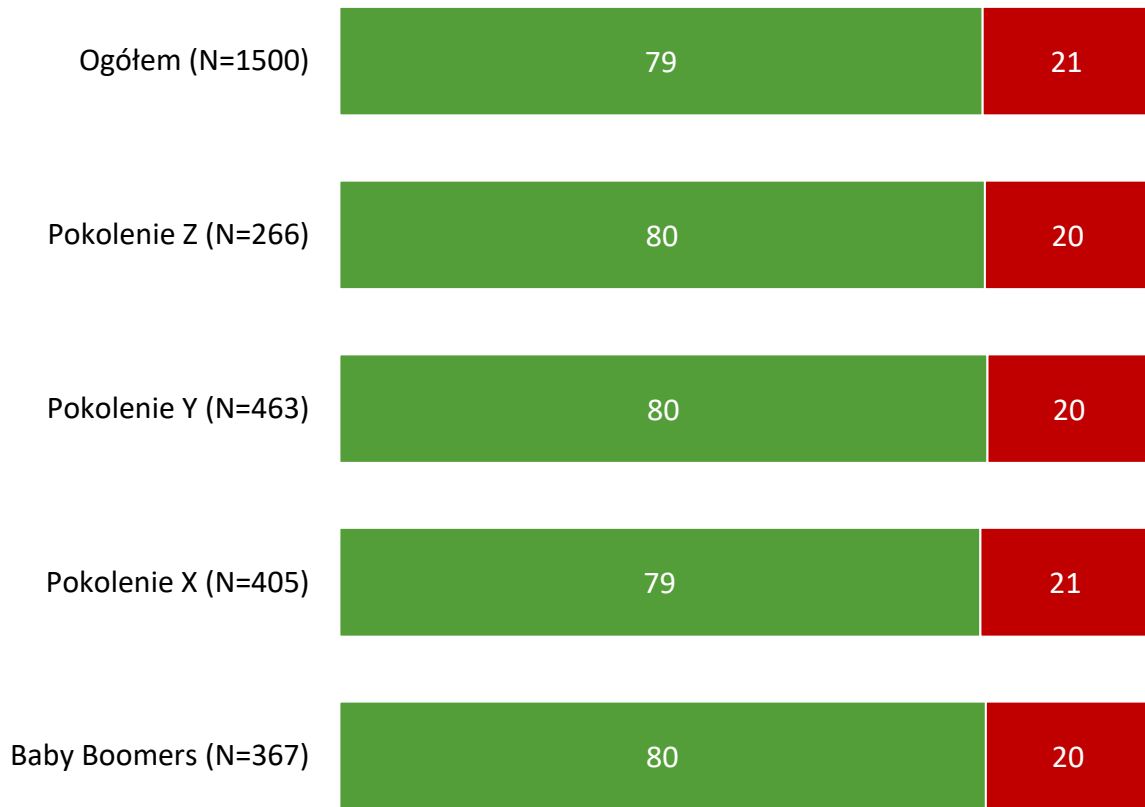 Ogółem (N=1500) 79 21
Pokolenie Z (N=266) 80 20
Pokolenie Y (N=463) 80 20
Pokolenie X (N=405) 79 21
Baby Boomers (N=367) 80 20